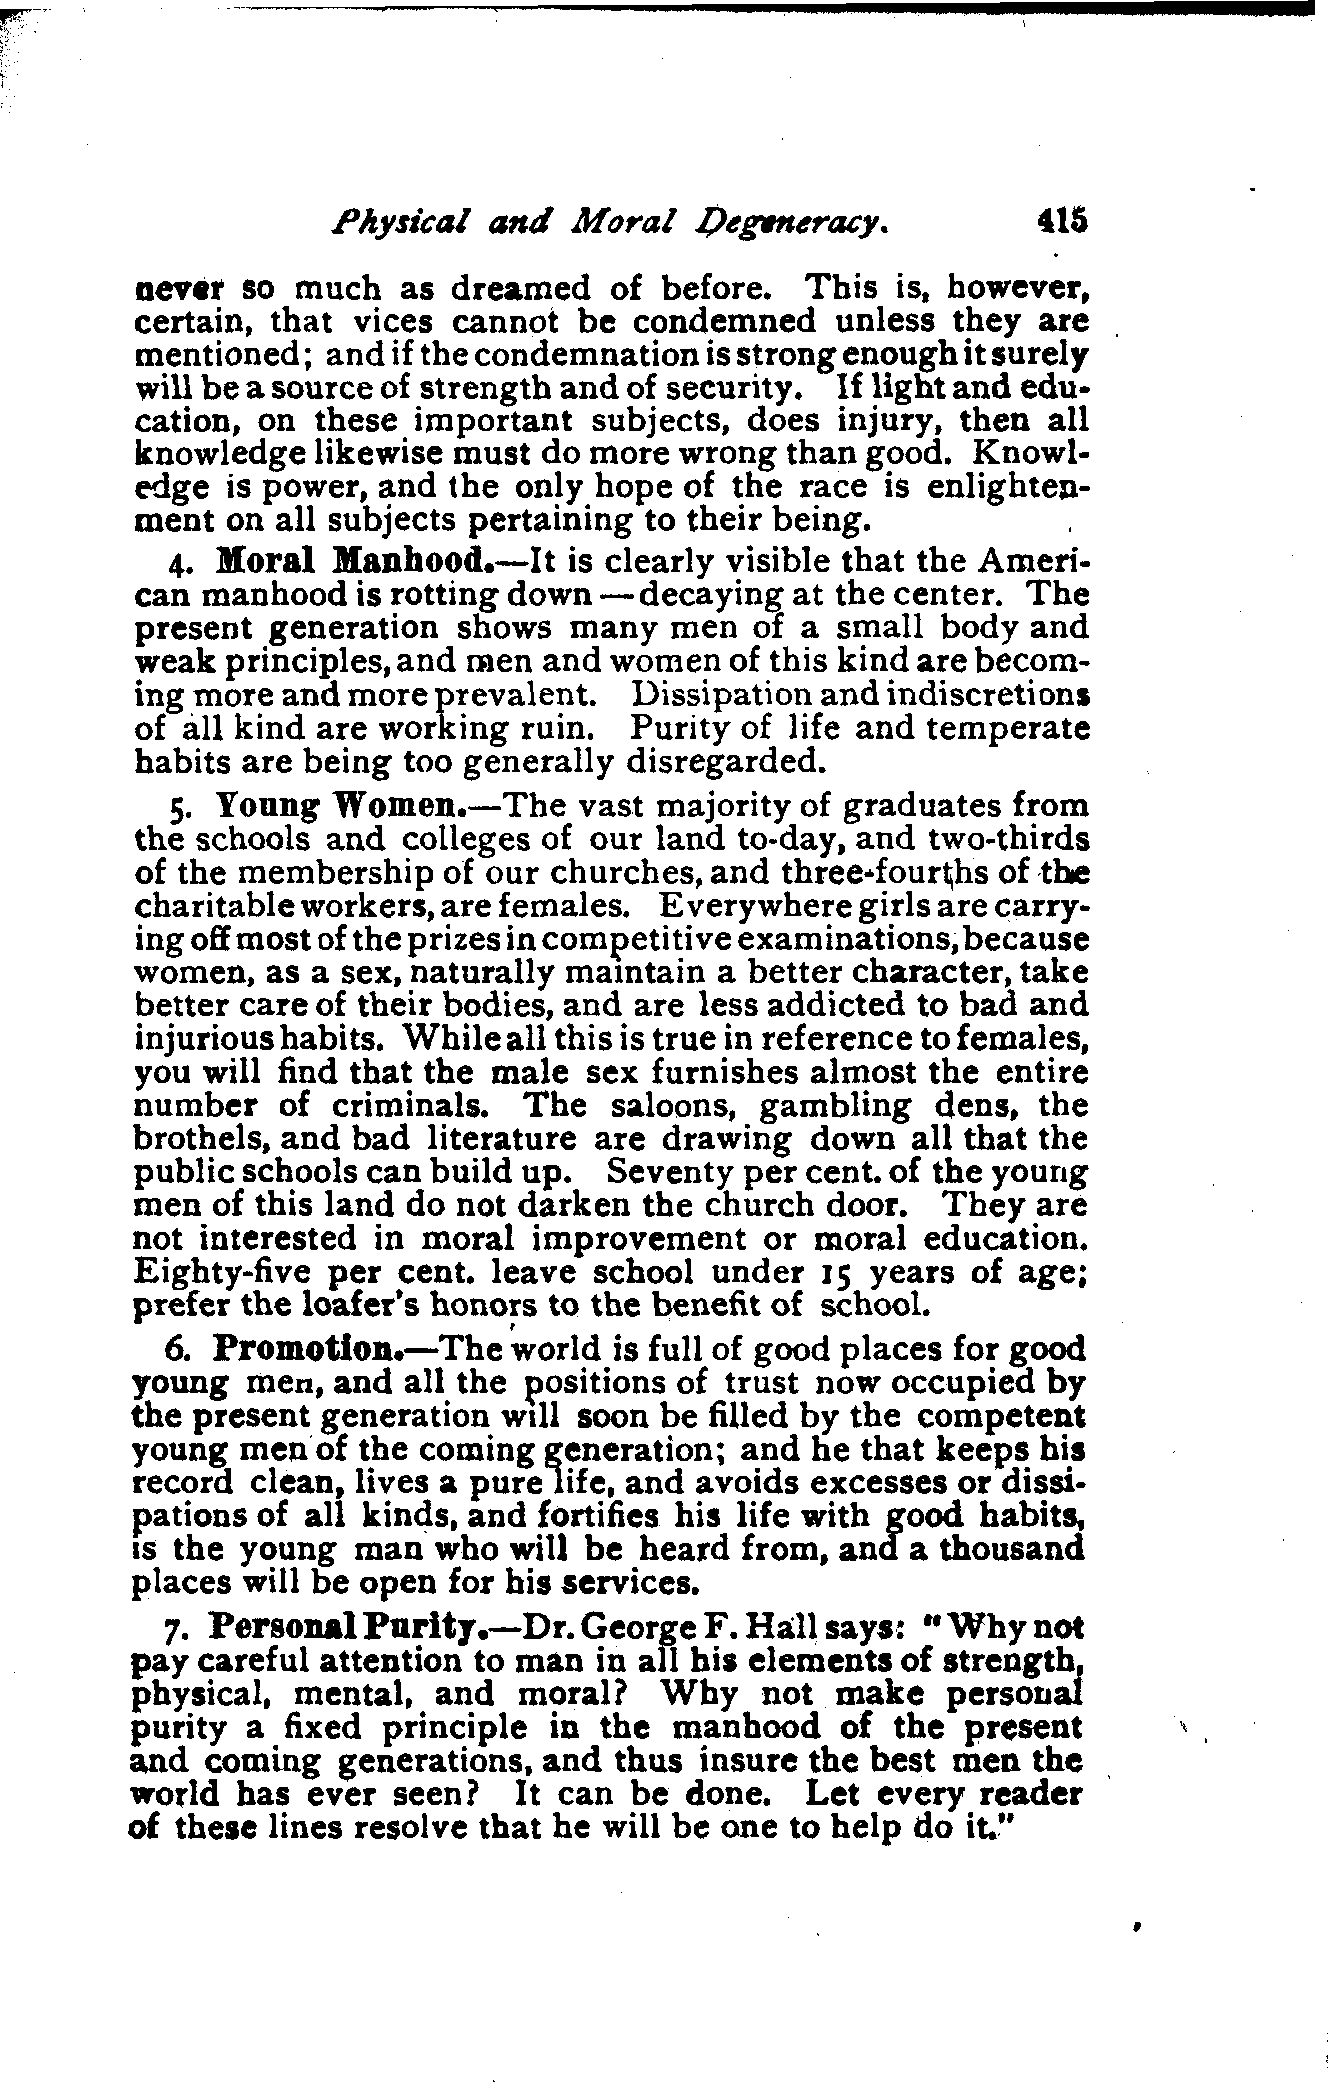 Physical and Moral Degeneracy. 415
never so much as dreamed of before. This is, however,
certain, that vices cannot be condemned unless they are
mentioned; and if the condemnation is strong enough it surely
will be a source of strength and of security. If light and edu-
cation, on these important subjects, does injury, then all
knowledge likewise must do more wrong than good. Knowl-
edge is power, and the only hope of the race is enlighten-
ment on all subjects pertaining to their being.
4. Moral Manhood.—It is clearly visible that the Ameri-
can manhood is rotting down — decaying at the center. The
present generation shows many men of a small body and
weak principles, and men and women of this kind are becom-
ing more and more prevalent. Dissipation and indiscretions
of all kind are working ruin. Purity of life and temperate
habits are being too generally disregarded.
5. Young Women.—The vast majority of graduates from
the schools and colleges of our land to-day, and two-thirds
of the membership of our churches, and three-fourths of the
charitable workers, are females. Everywhere girls are carry-
ing off most of the prizes in competitive examinations, because
women, as a sex, naturally maintain a better character, take
better care of their bodies, and are less addicted to bad and
injurious habits. While all this is true in reference to females,
you will find that the male sex furnishes almost the entire
number of criminals. The saloons, gambling dens, the
brothels, and bad literature are drawing down all that the
public schools can build up. Seventy per cent. of the young
men of this land do not darken the church door. They are
not interested in moral improvement or moral education.
Eighty-five per cent. leave school under 15 years of age;
prefer the loafer's honors to the benefit of school.
6. Promotion.—The world is full of good places for good
young men, and all the positions of trust now occupied by
the present generation will soon be filled by the competent
young men of the coming generation; and he that keeps his
record clean, lives a pure life, and avoids excesses or dissi-
pations of all kinds, and fortifies his life with good habits,
is the young man who will be heard from, and a thousand
places will be open for his services.
7. Personal Purity.—Dr. George F. Hall says: "Why not
pay careful attention to man in all his elements of strength,
physical, mental, and moral? Why not make personal
purity a fixed principle in the manhood of the present
and coming generations, and thus insure the best men the
world has ever seen? It can be done. Let every reader
of these lines resolve that he will be one to help do it."